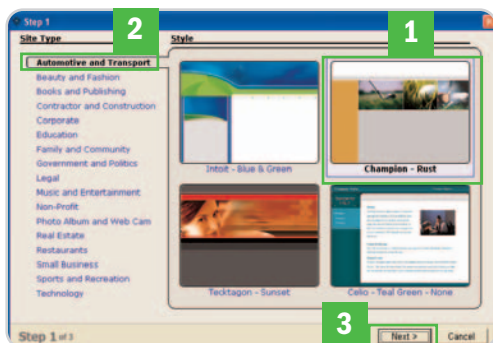 Step 1
Site Type
Style
2
1
Automotive and Transport
Beauty and Fashion
Books and Publishing
Contractor and Construction
Corporate
Education
Family and Community
Government and Politics
Legal
Music and Entertainment
Non-Profit
Photo Album and Web Cam
Real Estate
Restaurants
Small Business
Sports and Recreation
Technology
Intoit - Blue & Green
Champion - Rust
Tecktagon - Sunset
Celio - Teal Green - None
3
Step 1 of 3
Next >
Cancel